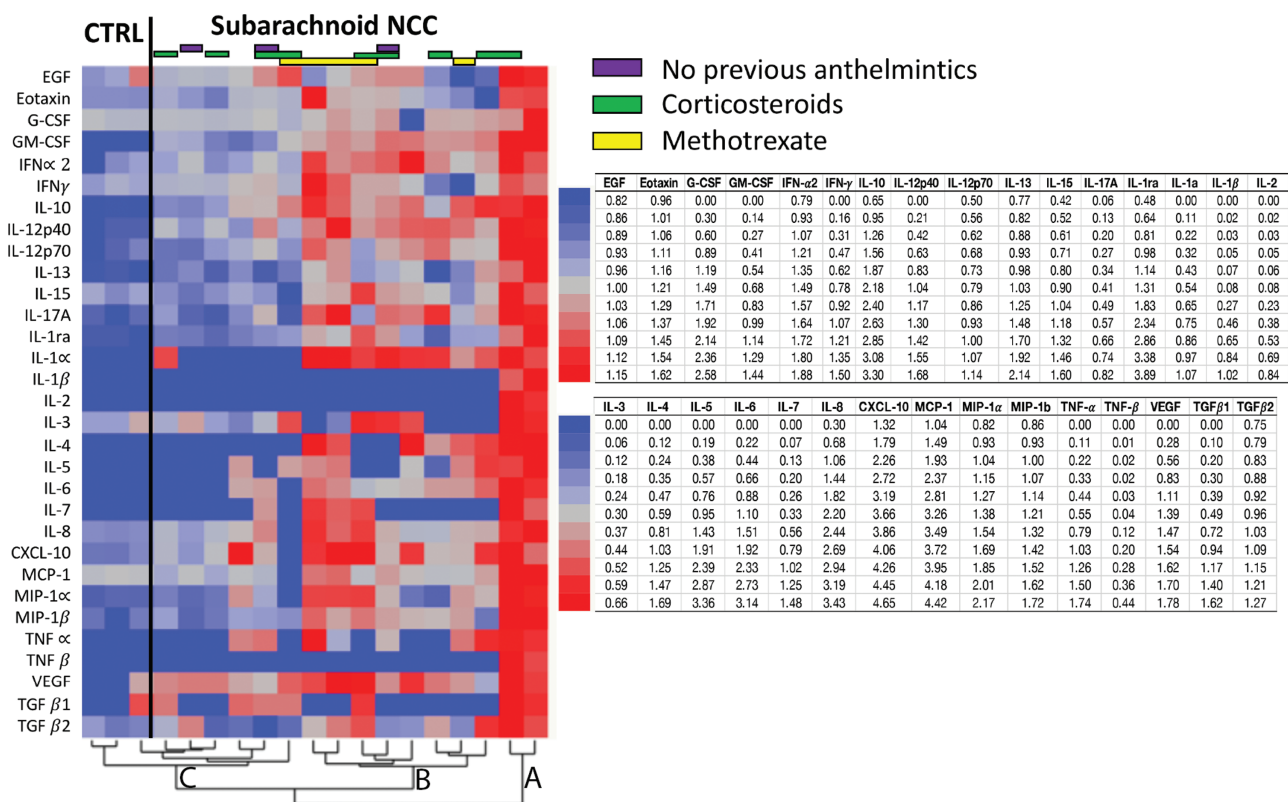 CTRL
Subarachnoid NCC
No previous anthelmintics
Corticosteroids
Methotrexate
EGF
Eotaxin
G-CSF
GM-CSF
IFN∝ 2
IFNγ
IL-10
IL-12p40
IL-12p70
IL-13
IL-15
IL-17A
IL-1ra
IL-1∝
IL-1β
IL-2
IL-3
IL-4
IL-5
IL-6
IL-7
IL-8
CXCL-10
MCP-1
MIP-1∝
MIP-1β
TNF ∝
TNF β
VEGF
TGF β1
TGF β2
C B A
EGF Eotaxin G-CSF GM-CSF IFN-α2 IFN-γ IL-10 IL-12p40 IL-12p70 IL-13 IL-15 IL-17A IL-1ra IL-1a IL-1β IL-2
0.82 0.96 0.00 0.00 0.79 0.00 0.65 0.00 0.50 0.77 0.42 0.06 0.48 0.00 0.00 0.00
0.86 1.01 0.30 0.14 0.93 0.16 0.95 0.21 0.56 0.82 0.52 0.13 0.64 0.11 0.02 0.02
0.89 1.06 0.60 0.27 1.07 0.31 1.26 0.42 0.62 0.88 0.61 0.20 0.81 0.22 0.03 0.03
0.93 1.11 0.89 0.41 1.21 0.47 1.56 0.63 0.68 0.93 0.71 0.27 0.98 0.32 0.05 0.05
0.96 1.16 1.19 0.54 1.35 0.62 1.87 0.83 0.73 0.98 0.80 0.34 1.14 0.43 0.07 0.06
1.00 1.21 1.49 0.68 1.49 0.78 2.18 1.04 0.79 1.03 0.90 0.41 1.31 0.54 0.08 0.08
1.03 1.29 1.71 0.83 1.57 0.92 2.40 1.17 0.86 1.25 1.04 0.49 1.83 0.65 0.27 0.23
1.06 1.37 1.92 0.99 1.64 1.07 2.63 1.30 0.93 1.48 1.18 0.57 2.34 0.75 0.46 0.38
1.09 1.45 2.14 1.14 1.72 1.21 2.85 1.42 1.00 1.70 1.32 0.66 2.86 0.86 0.65 0.53
1.12 1.54 2.36 1.29 1.80 1.35 3.08 1.55 1.07 1.92 1.46 0.74 3.38 0.97 0.84 0.69
1.15 1.62 2.58 1.44 1.88 1.50 3.30 1.68 1.14 2.14 1.60 0.82 3.89 1.07 1.02 0.84
IL-3 IL-4 IL-5 IL-6 IL-7 IL-8 CXCL-10 MCP-1 MIP-1α MIP-1b TNF-α TNF-β VEGF TGFβ1 TGFβ2
0.00 0.00 0.00 0.00 0.00 0.30 1.32 1.04 0.82 0.86 0.00 0.00 0.00 0.00 0.75
0.06 0.12 0.19 0.22 0.07 0.68 1.79 1.49 0.93 0.93 0.11 0.01 0.28 0.10 0.79
0.12 0.24 0.38 0.44 0.13 1.06 2.26 1.93 1.04 1.00 0.22 0.02 0.56 0.20 0.83
0.18 0.35 0.57 0.66 0.20 1.44 2.72 2.37 1.15 1.07 0.33 0.02 0.83 0.30 0.88
0.24 0.47 0.76 0.88 0.26 1.82 3.19 2.81 1.27 1.14 0.44 0.03 1.11 0.39 0.92
0.30 0.59 0.95 1.10 0.33 2.20 3.66 3.26 1.38 1.21 0.55 0.04 1.39 0.49 0.96
0.37 0.81 1.43 1.51 0.56 2.44 3.86 3.49 1.54 1.32 0.79 0.12 1.47 0.72 1.03
0.44 1.03 1.91 1.92 0.79 2.69 4.06 3.72 1.69 1.42 1.03 0.20 1.54 0.94 1.09
0.52 1.25 2.39 2.33 1.02 2.94 4.26 3.95 1.85 1.52 1.26 0.28 1.62 1.17 1.15
0.59 1.47 2.87 2.73 1.25 3.19 4.45 4.18 2.01 1.62 1.50 0.36 1.70 1.40 1.21
0.66 1.69 3.36 3.14 1.48 3.43 4.65 4.42 2.17 1.72 1.74 0.44 1.78 1.62 1.27